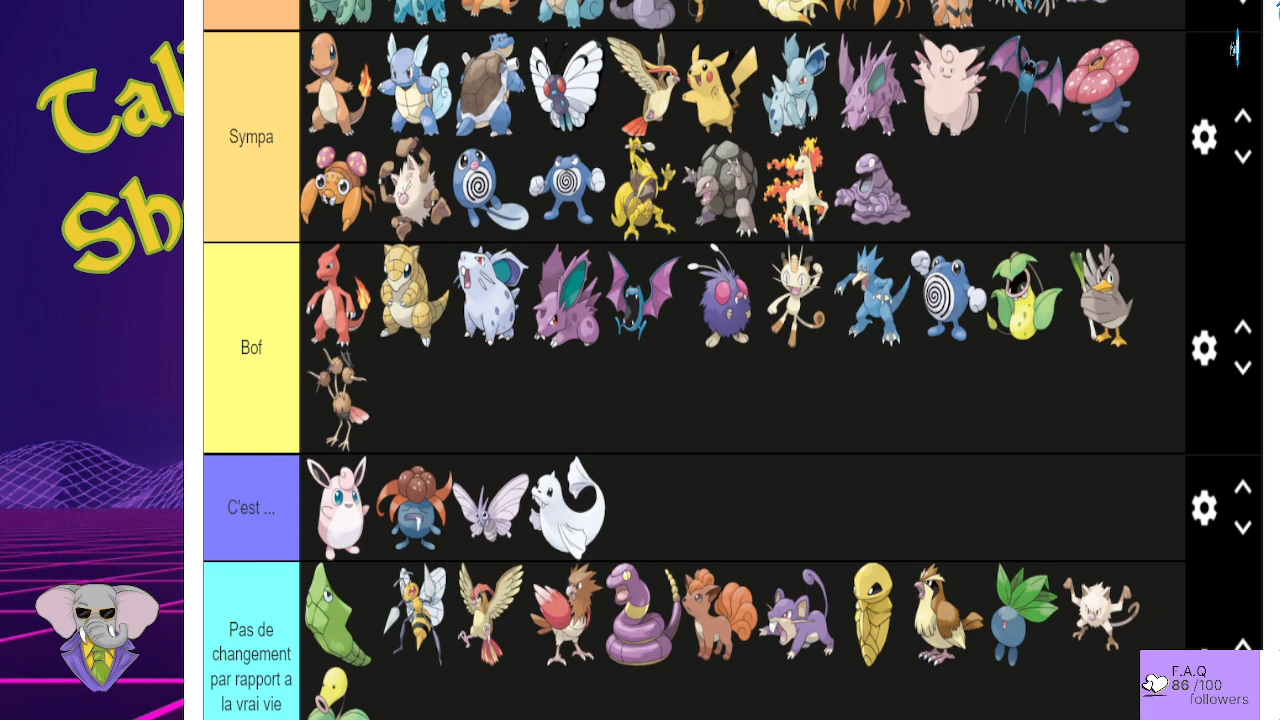 Sympa
Bof
C'est ...
Pas de
changement
par rapport a
la vrai vie
F.A.Q
86 /100
followers